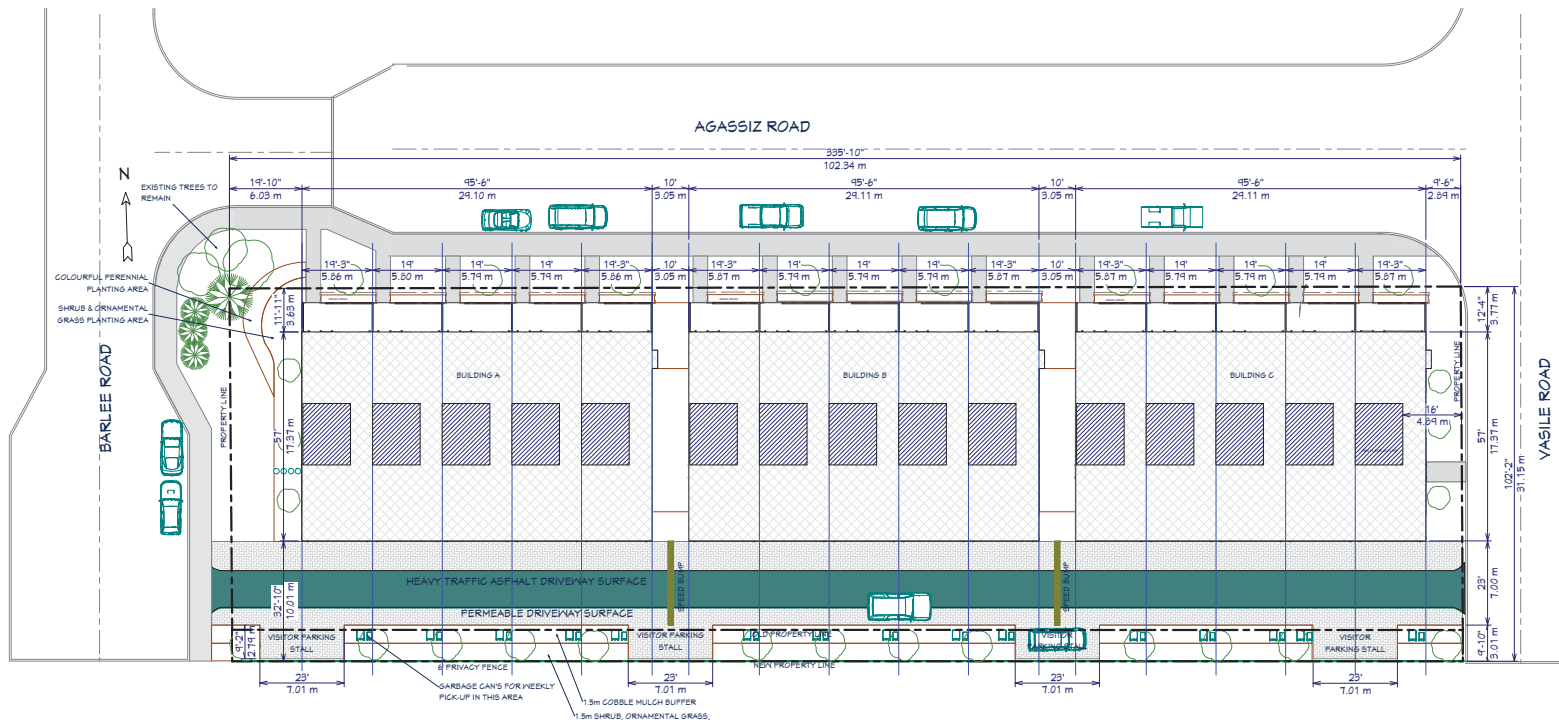 AGASSIZ ROAD
335'-10"
102.34 m
N
EXISTING TREES TO
REMAIN
19'-10"
6.03 m
95'-6"
29.10 m
10'
3.05 m
95'-6"
29.11 m
10'
3.05 m
95'-6"
29.11 m
9'-6"
2.89 m
COLOURFUL PERENNIAL
PLANTING AREA
SHRUB & ORNAMENTAL
GRASS PLANTING AREA
19'-3"
5.86 m
19'
5.80 m
19'
5.79 m
19'
5.79 m
19'-3"
5.86 m
10'
3.05 m
19'-3"
5.87 m
19'
5.79 m
19'
5.79 m
19'
5.79 m
19'-3"
5.87 m
10'
3.05 m
19'-3"
5.87 m
19'
5.79 m
19'
5.79 m
19'
5.79 m
19'-3"
5.87 m
11'-11"
3.63 m
12'-4"
3.77 m
BARLEE ROAD
PROPERTY LINE
BUILDING A
BUILDING B
BUILDING C
PROPERTY LINE
VASILE ROAD
16'
4.89 m
57'
17.37 m
57'
17.37 m
102'-2"
31.15 m
HEAVY TRAFFIC ASPHALT DRIVEWAY SURFACE
SPEED BUMP
SPEED BUMP
32'-10"
10.01 m
23'
7.00 m
PERMEABLE DRIVEWAY SURFACE
9'-2"
2.79 m
VISITOR PARKING
STALL
VISITOR PARKING
STALL
OLD PROPERTY LINE
VISITOR
VISITOR
PARKING STALL
9'-10"
3.01 m
6' PRIVACY FENCE
NEW PROPERTY LINE
23'
7.01 m
GARBAGE CAN'S FOR WEEKLY
PICK-UP IN THIS AREA
23'
7.01 m
23'
7.01 m
23'
7.01 m
1.5m COBBLE MULCH BUFFER
1.5m SHRUB, ORNAMENTAL GRASS,